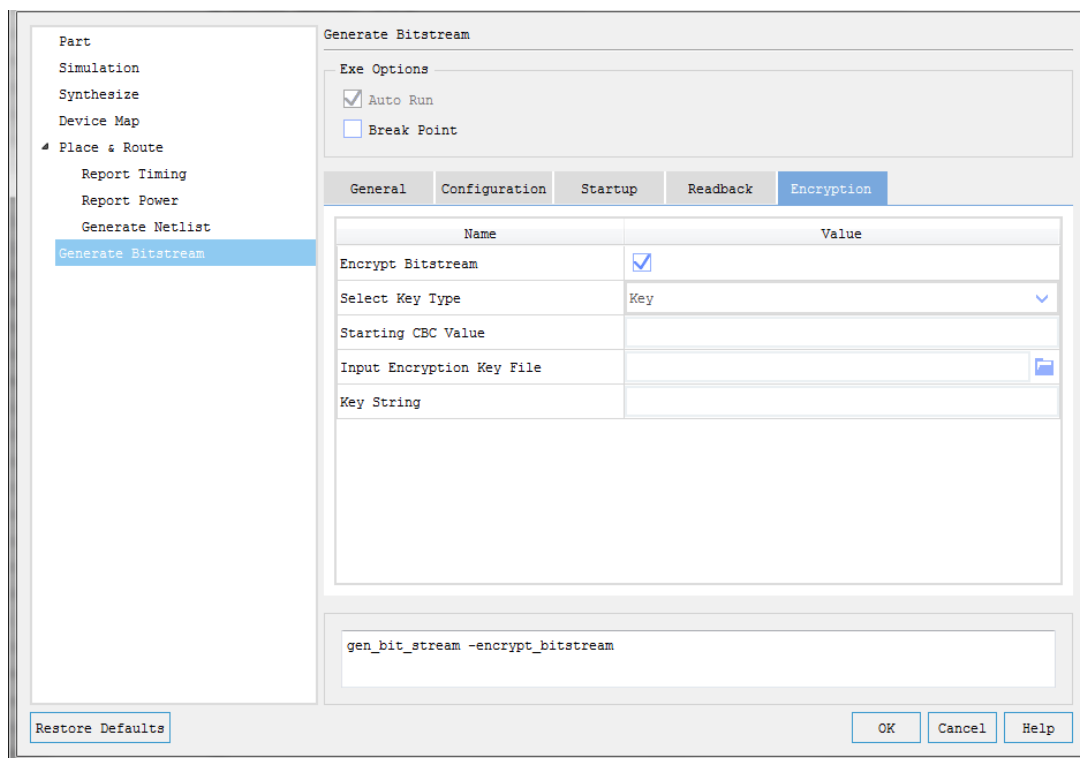 Part
Simulation
Synthesize
Device Map
Place & Route
Report Timing
Report Power
Generate Netlist
Generate Bitstream
Generate Bitstream
Exe Options
Auto Run
Break Point
General Configuration Startup Readback Encryption
Name Value
Encrypt Bitstream
Select Key Type Key
Starting CBC Value
Input Encryption Key File
Key String
gen_bit_stream -encrypt_bitstream
Restore Defaults OK Cancel Help